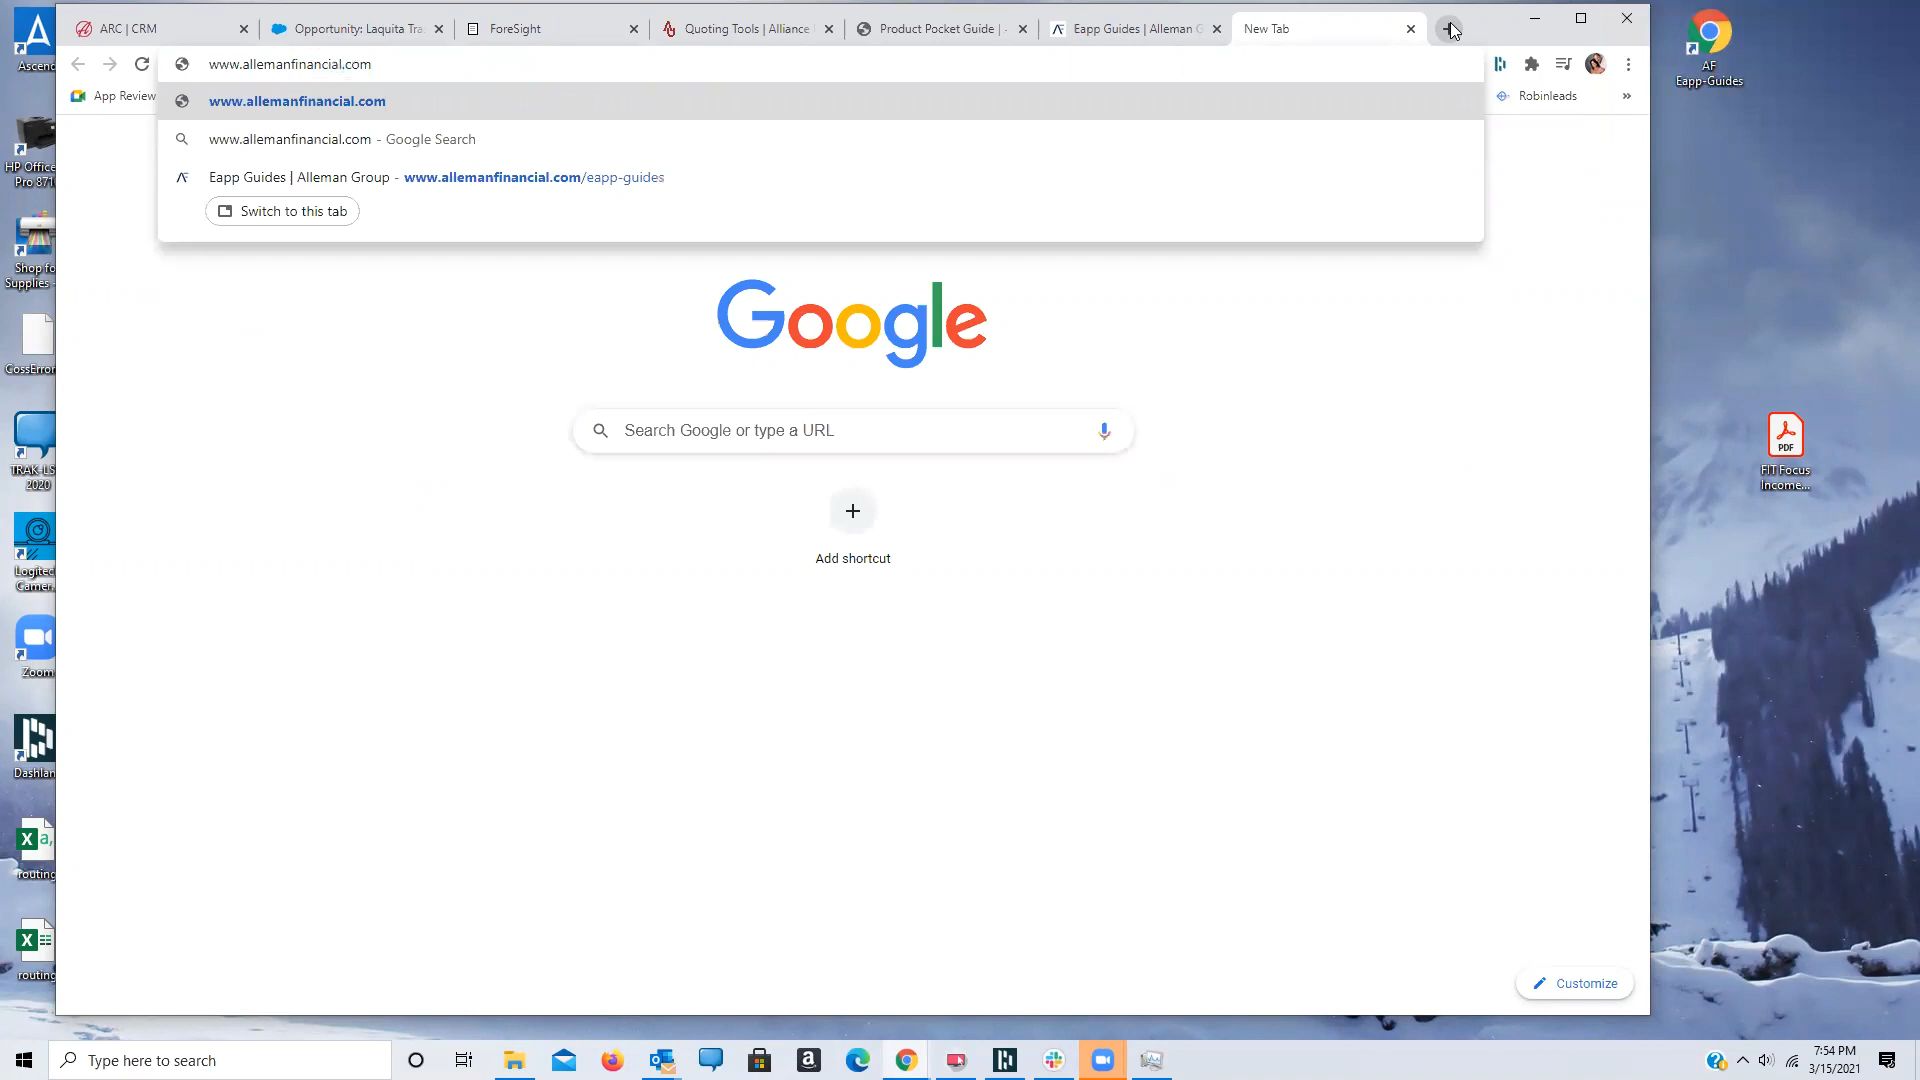 ARC | CRM
Opportunity: Laquita Tra
ForeSight
Quoting Tools | Alliance
Product Pocket Guide |
Eapp Guides | Alleman G
New Tab
www.allemanfinancial.com
App Review
www.allemanfinancial.com
Robinleads
www.allemanfinancial.com - Google Search
Eapp Guides | Alleman Group - www.allemanfinancial.com/eapp-guides
Switch to this tab
Google
Search Google or type a URL
Add shortcut
Customize
Ascend
HP Office
Pro 871
Shop fo
Supplies -
CossError
TRAK-LS
2020
Logitec
Camer...
Zoom
Dashlan
routing
routing
AF
Eapp-Guides
PDF
FIT Focus
Income...
Type here to search
7:54 PM
3/15/2021